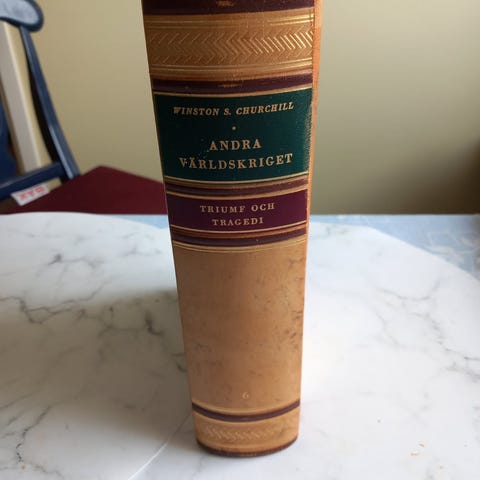 WINSTON S. CHURCHILL
ANDRA
VÄRLDSKRIGET
TRIUMF OCH
TRAGEDI
6